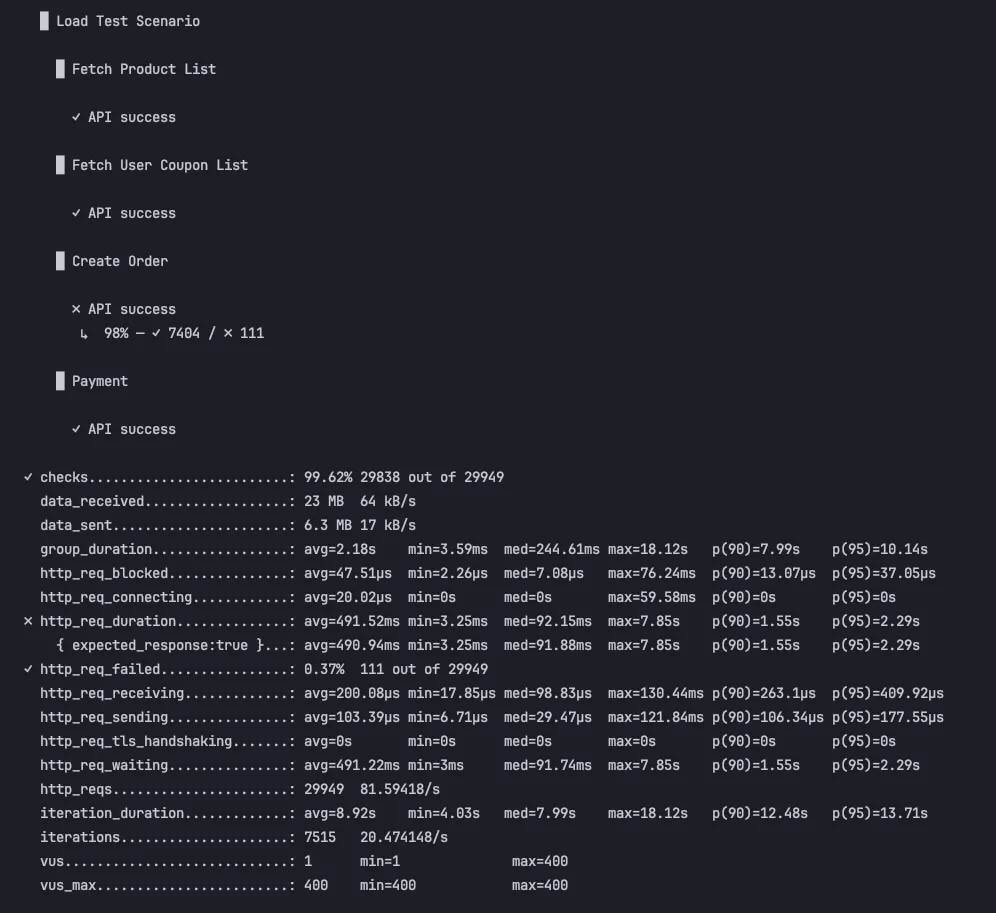 █ Load Test Scenario
█ Fetch Product List
✓ API success
█ Fetch User Coupon List
✓ API success
█ Create Order
✗ API success
↳  98% — ✓ 7404 / ✗ 111
█ Payment
✓ API success
✓ checks.........................: 99.62% 29838 out of 29949
data_received..................: 23 MB  64 kB/s
data_sent......................: 6.3 MB 17 kB/s
group_duration.................: avg=2.18s    min=3.59ms  med=244.61ms max=18.12s   p(90)=7.99s    p(95)=10.14s
http_req_blocked...............: avg=47.51µs  min=2.26µs  med=7.08µs   max=76.24ms  p(90)=13.07µs  p(95)=37.05µs
http_req_connecting............: avg=20.02µs  min=0s      med=0s       max=59.58ms  p(90)=0s       p(95)=0s
✗ http_req_duration..............: avg=491.52ms min=3.25ms  med=92.15ms  max=7.85s    p(90)=1.55s    p(95)=2.29s
{ expected_response:true }...: avg=490.94ms min=3.25ms  med=91.88ms  max=7.85s    p(90)=1.55s    p(95)=2.29s
✓ http_req_failed................: 0.37%  111 out of 29949
http_req_receiving.............: avg=200.08µs min=17.85µs med=98.83µs  max=130.44ms p(90)=263.1µs  p(95)=409.92µs
http_req_sending...............: avg=103.39µs min=6.71µs  med=29.47µs  max=121.84ms p(90)=106.34µs p(95)=177.55µs
http_req_tls_handshaking.......: avg=0s       min=0s      med=0s       max=0s       p(90)=0s       p(95)=0s
http_req_waiting...............: avg=491.22ms min=3ms     med=91.74ms  max=7.85s    p(90)=1.55s    p(95)=2.29s
http_reqs......................: 29949  81.59418/s
iteration_duration.............: avg=8.92s    min=4.03s   med=7.99s    max=18.12s   p(90)=12.48s   p(95)=13.71s
iterations.....................: 7515   20.474148/s
vus............................: 1      min=1              max=400
vus_max........................: 400    min=400            max=400